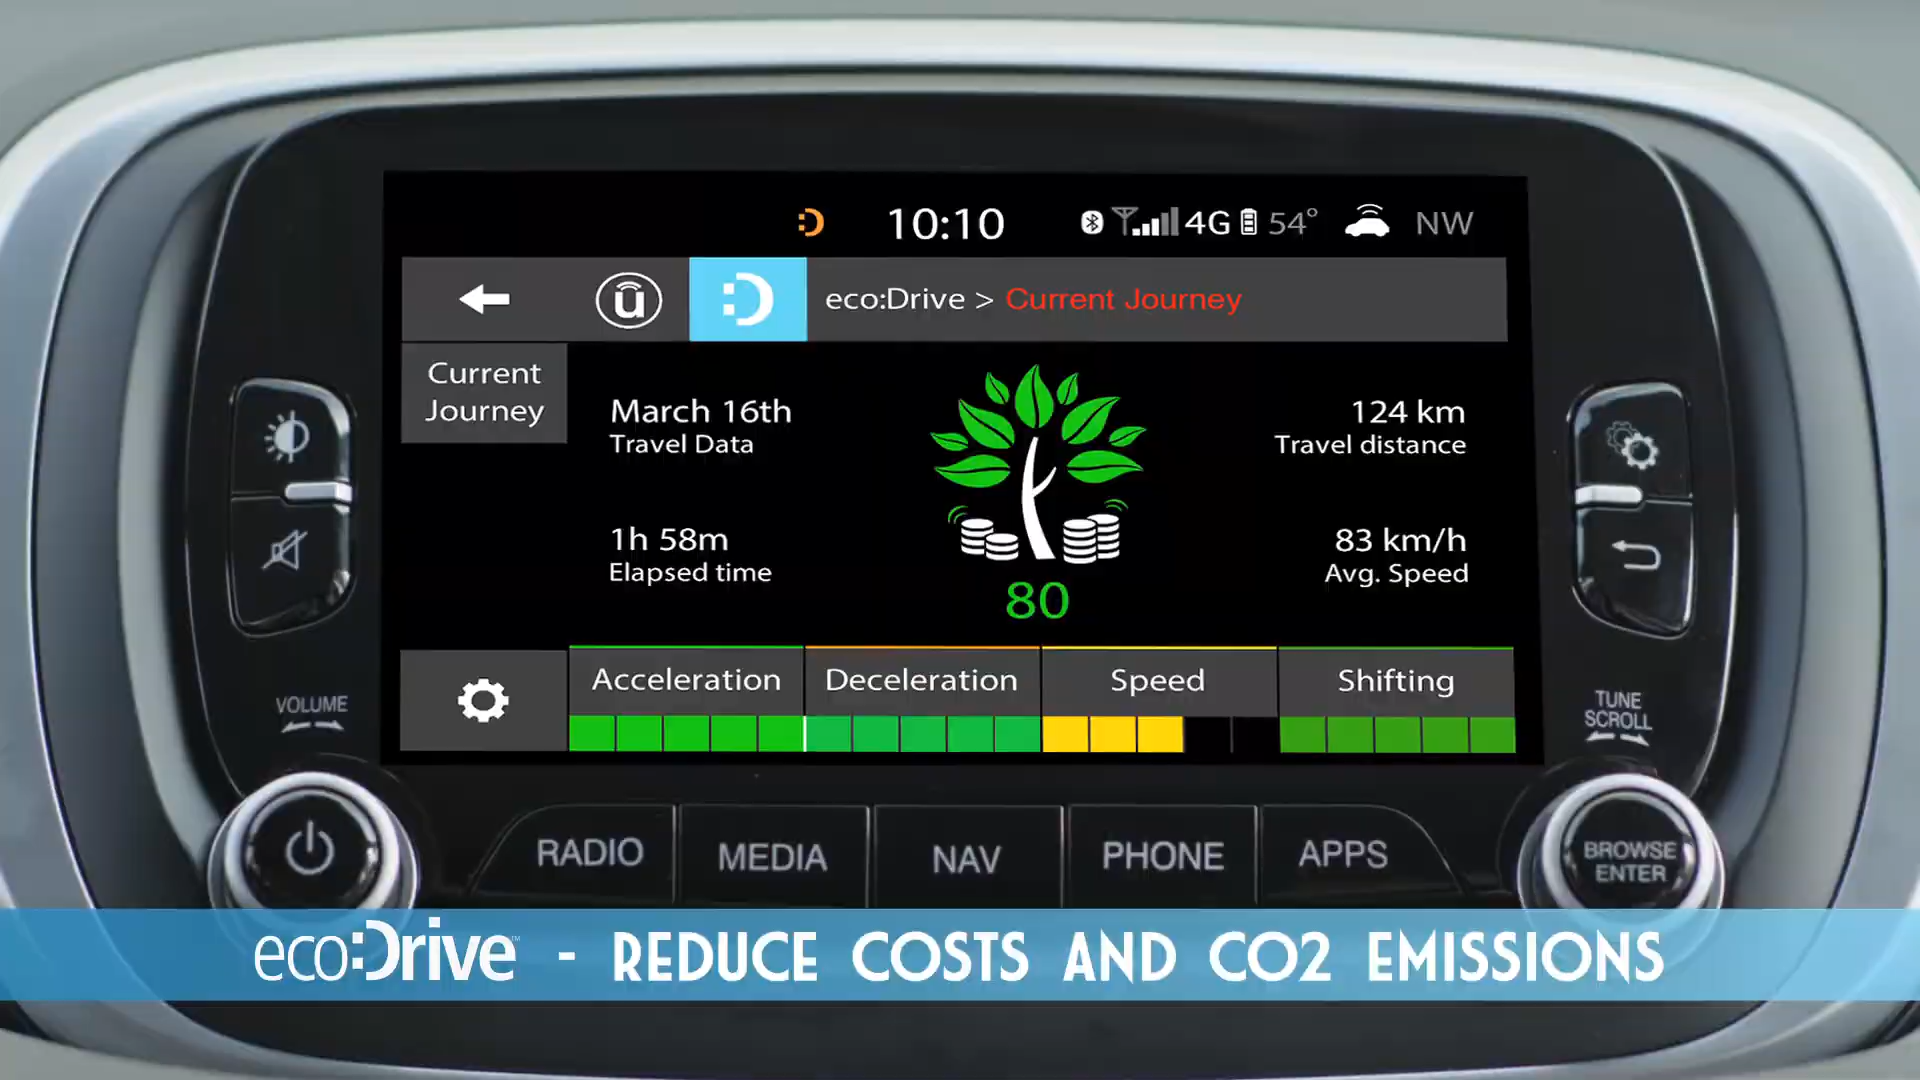 10:10
4G
54°
NW
ü
eco:Drive > Current Journey
Current
Journey
March 16th
Travel Data
124 km
Travel distance
1h 58m
Elapsed time
83 km/h
Avg. Speed
80
Acceleration
Deceleration
Speed
Shifting
VOLUME
TUNE
SCROLL
RADIO
MEDIA
NAV
PHONE
APPS
BROWSE
ENTER
eco:Drive™ - REDUCE COSTS AND CO2 EMISSIONS